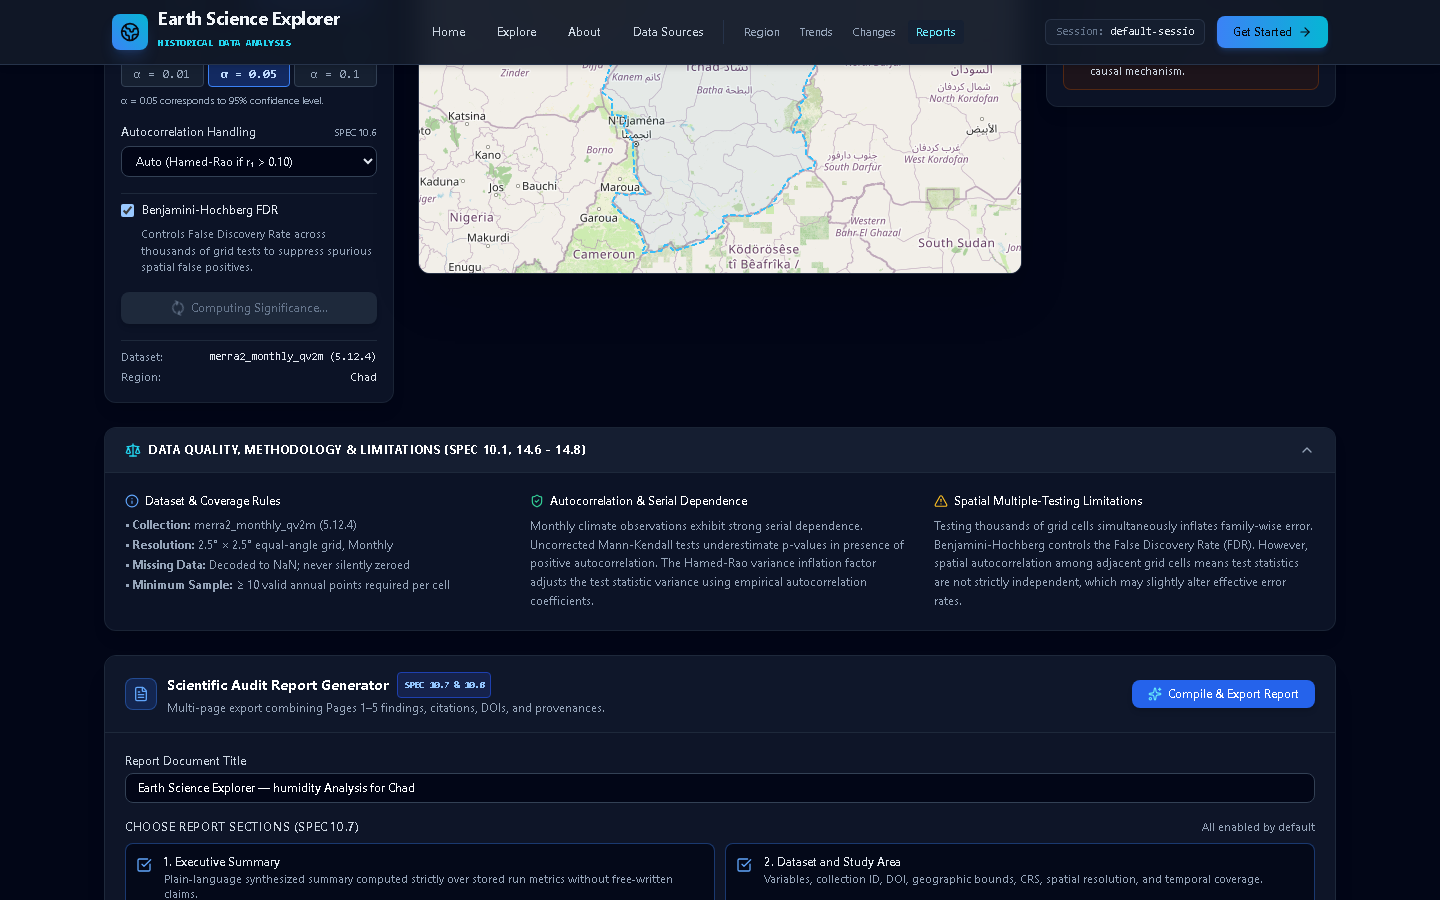 Earth Science Explorer
HISTORICAL DATA ANALYSIS
Home
Explore
About
Data Sources
Region
Trends
Changes
Reports
Session: default-sessio
Get Started
α = 0.01
α = 0.05
α = 0.1
α = 0.05 corresponds to 95% confidence level.
Autocorrelation Handling
SPEC 10.6
Auto (Hamed-Rao if r₁ > 0.10)
Benjamini-Hochberg FDR
Controls False Discovery Rate across
thousands of grid tests to suppress spurious
spatial false positives.
Computing Significance...
Dataset:
merra2_monthly_qv2m (5.12.4)
Region:
Chad
Zinder
Diffa
Kanem كانم
Tchad تشاد
Batha البطحة
السودان
شمال كردفان
North Kordofan
Katsina
N'Djaména
انجمينا
الأبيض
Kano
Borno
جنوب دارفور
South Darfur
غرب كردفان
West Kordofan
Kaduna
Jos
Bauchi
Maroua
Nigeria
Garoua
Makurdi
Western
Bahr El Ghazal
South Sudan
Jon
Cameroun
Ködörösêse
tî Bêafrîka /
Enugu
causal mechanism.
DATA QUALITY, METHODOLOGY & LIMITATIONS (SPEC 10.1, 14.6 - 14.8)
Dataset & Coverage Rules
• Collection: merra2_monthly_qv2m (5.12.4)
• Resolution: 2.5° × 2.5° equal-angle grid, Monthly
• Missing Data: Decoded to NaN; never silently zeroed
• Minimum Sample: ≥ 10 valid annual points required per cell
Autocorrelation & Serial Dependence
Monthly climate observations exhibit strong serial dependence.
Uncorrected Mann-Kendall tests underestimate p-values in presence of
positive autocorrelation. The Hamed-Rao variance inflation factor
adjusts the test statistic variance using empirical autocorrelation
coefficients.
Spatial Multiple-Testing Limitations
Testing thousands of grid cells simultaneously inflates family-wise error.
Benjamini-Hochberg controls the False Discovery Rate (FDR). However,
spatial autocorrelation among adjacent grid cells means test statistics
are not strictly independent, which may slightly alter effective error
rates.
Scientific Audit Report Generator
SPEC 10.7 & 10.8
Multi-page export combining Pages 1–5 findings, citations, DOIs, and provenances.
Compile & Export Report
Report Document Title
Earth Science Explorer — humidity Analysis for Chad
CHOOSE REPORT SECTIONS (SPEC 10.7)
All enabled by default
1. Executive Summary
Plain-language synthesized summary computed strictly over stored run metrics without free-written
claims.
2. Dataset and Study Area
Variables, collection ID, DOI, geographic bounds, CRS, spatial resolution, and temporal coverage.